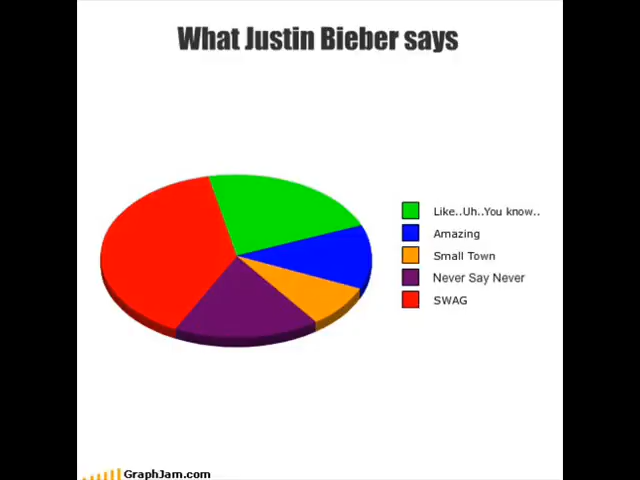 What Justin Bieber says
Like..Uh..You know..
Amazing
Small Town
Never Say Never
SWAG
GraphJam.com